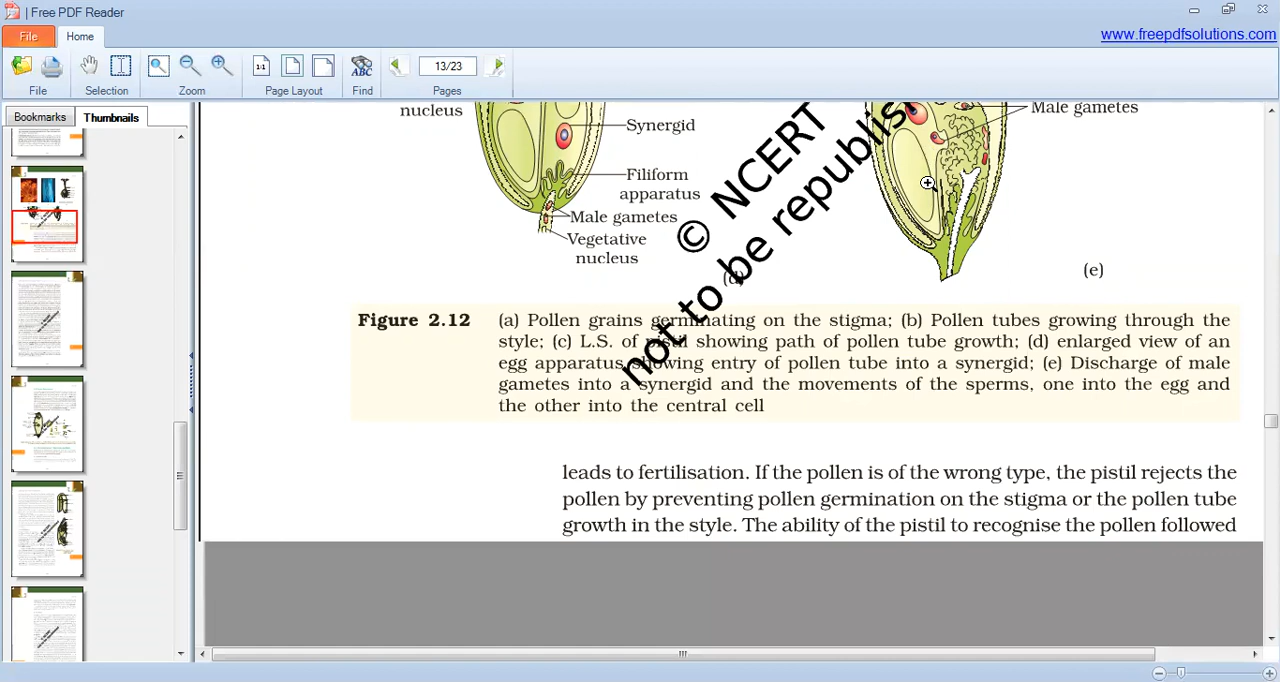 | Free PDF Reader
File
Home
www.freepdfsolutions.com
1:1
ABC
13/23
File
Selection
Zoom
Page Layout
Find
Pages
Bookmarks
Thumbnails
nucleus
Synergid
Filiform
apparatus
Male gametes
Vegetative
nucleus
(d)
Male gametes
(e)
© NCERT
not to be republis
Figure 2.12
(a) Pollen grains germinating on the stigma; (b) Pollen tubes growing through the
style; (c) L.S. of pistil showing path of pollen tube growth; (d) enlarged view of an
egg apparatus showing entry of pollen tube into a synergid; (e) Discharge of male
gametes into a synergid and the movements of the sperms, one into the egg and
the other into the central cell
leads to fertilisation. If the pollen is of the wrong type, the pistil rejects the
pollen by preventing pollen germination on the stigma or the pollen tube
growth in the style. The ability of the pistil to recognise the pollen followed